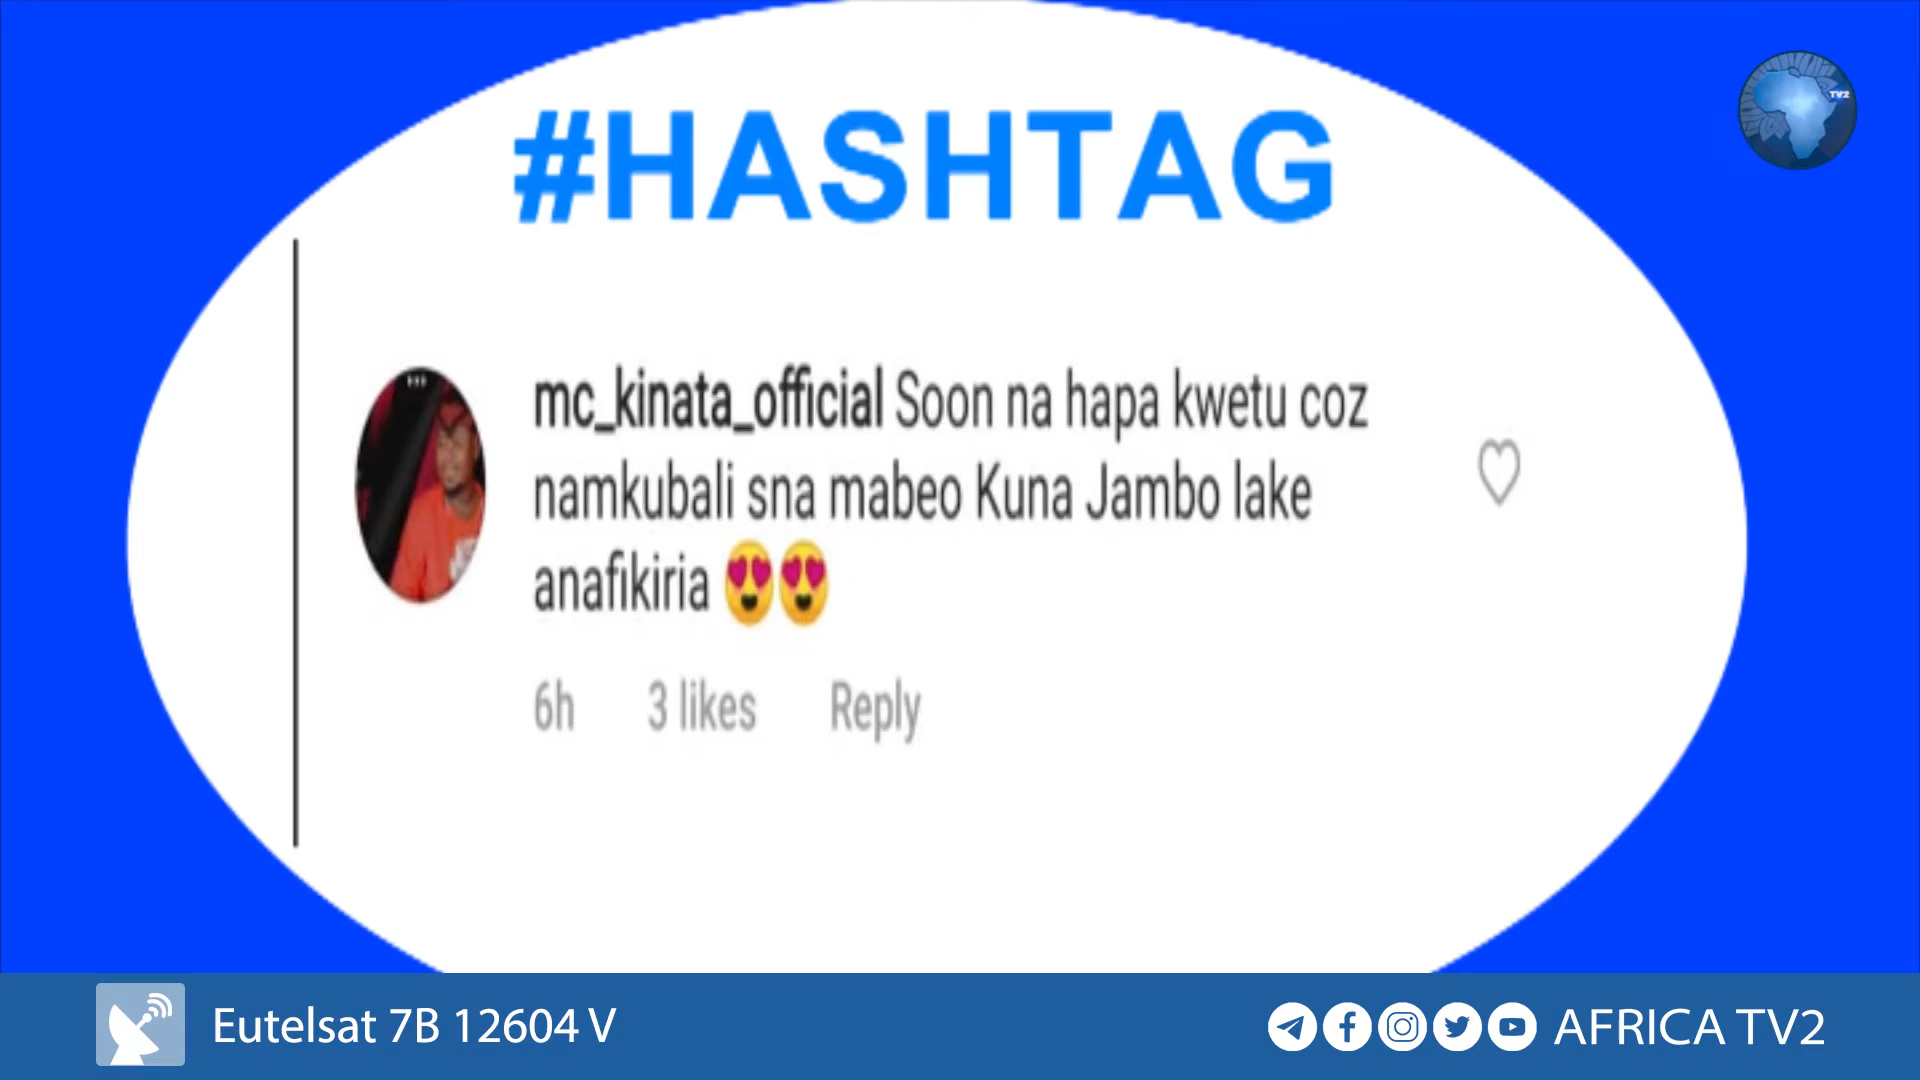 TV2
#HASHTAG
mc_kinata_official Soon na hapa kwetu coz
namkubali sna mabeo Kuna Jambo lake
anafikiria 😍😍
6h 3 likes Reply
Eutelsat 7B 12604 V
AFRICA TV2